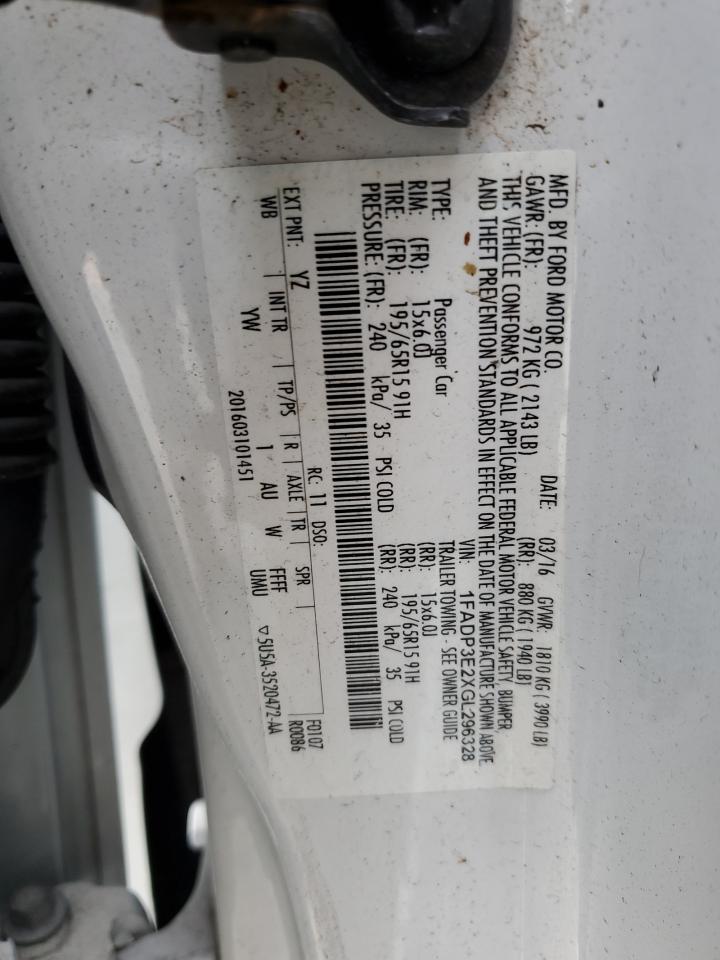 MFD. BY FORD MOTOR CO. DATE: 03/16 GVWR: 1810 KG ( 3990 LB)
GAWR: (FR): 972 KG ( 2143 LB) (RR): 880 KG ( 1940 LB)
THIS VEHICLE CONFORMS TO ALL APPLICABLE FEDERAL MOTOR VEHICLE SAFETY, BUMPER,
AND THEFT PREVENTION STANDARDS IN EFFECT ON THE DATE OF MANUFACTURE SHOWN ABOVE
VIN: 1FADP3E2XGL296328
TYPE: Passenger Car TRAILER TOWING - SEE OWNER GUIDE
RIM: (FR): 15x6.0J (RR): 15x6.0J
TIRE: (FR): 195/65R15 91H (RR): 195/65R15 91H
PRESSURE: (FR): 240 kPa/ 35 PSI COLD (RR): 240 kPa/ 35 PSI COLD
RC: 11 DSO: F0107
EXT PNT: YZ R0086
WB | INT TR | TP/PS | R | AXLE | TR | SPR
YW 1 AU W FFFF
201603101451 UMU ▽5U5A-3520472-AA